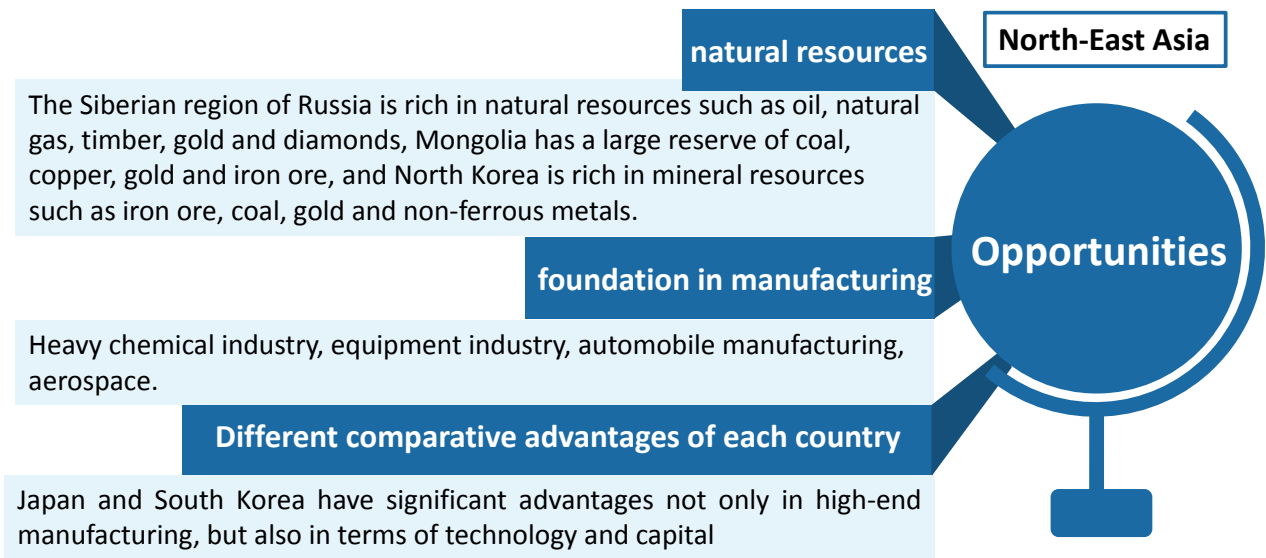 North-East Asia
Opportunities
natural resources
The Siberian region of Russia is rich in natural resources such as oil, natural
gas, timber, gold and diamonds, Mongolia has a large reserve of coal,
copper, gold and iron ore, and North Korea is rich in mineral resources
such as iron ore, coal, gold and non-ferrous metals.
foundation in manufacturing
Heavy chemical industry, equipment industry, automobile manufacturing,
aerospace.
Different comparative advantages of each country
Japan and South Korea have significant advantages not only in high-end
manufacturing, but also in terms of technology and capital